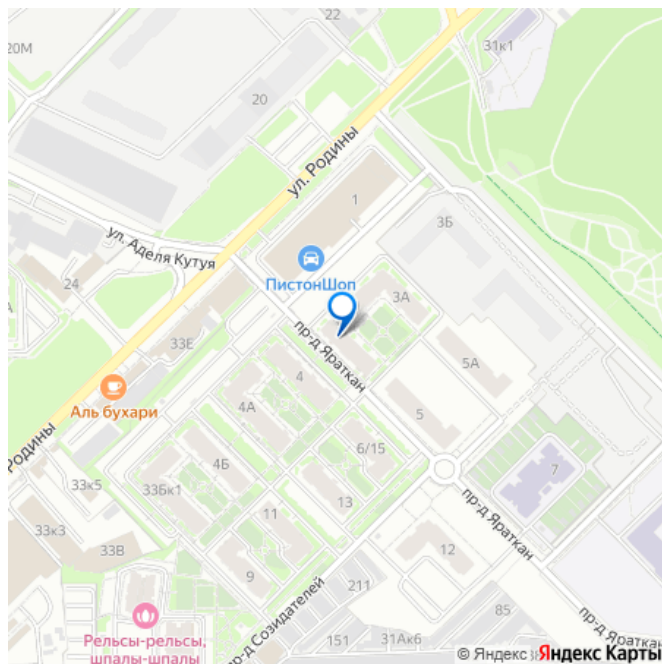 22
20М
31к1
20
ул. Родины
1
3Б
ул. Аделя Кутуя
24
ПистонШоп
3А
33Е
пр-д Яраткан
5А
4
Аль бухари
4А
5
Родины
6/15
4Б
33к5
33Бк1
7
13
11
пр-д Яраткан
33к3
33В
12
9
211
85
пр-д Созидателей
пр-д Яраткан
Рельсы-рельсы,
шпалы-шпалы
151
31Ак6
© Яндекс
Яндекс Карты